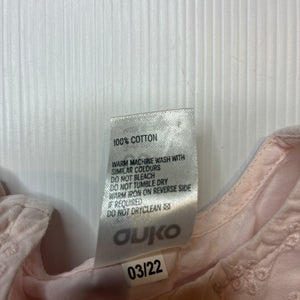 100% COTTON
WARM MACHINE WASH WITH
SIMILAR COLOURS
DO NOT BLEACH
DO NOT TUMBLE DRY
WARM IRON ON REVERSE SIDE
IF REQUIRED
DO NOT DRYCLEAN
ouko
03/22